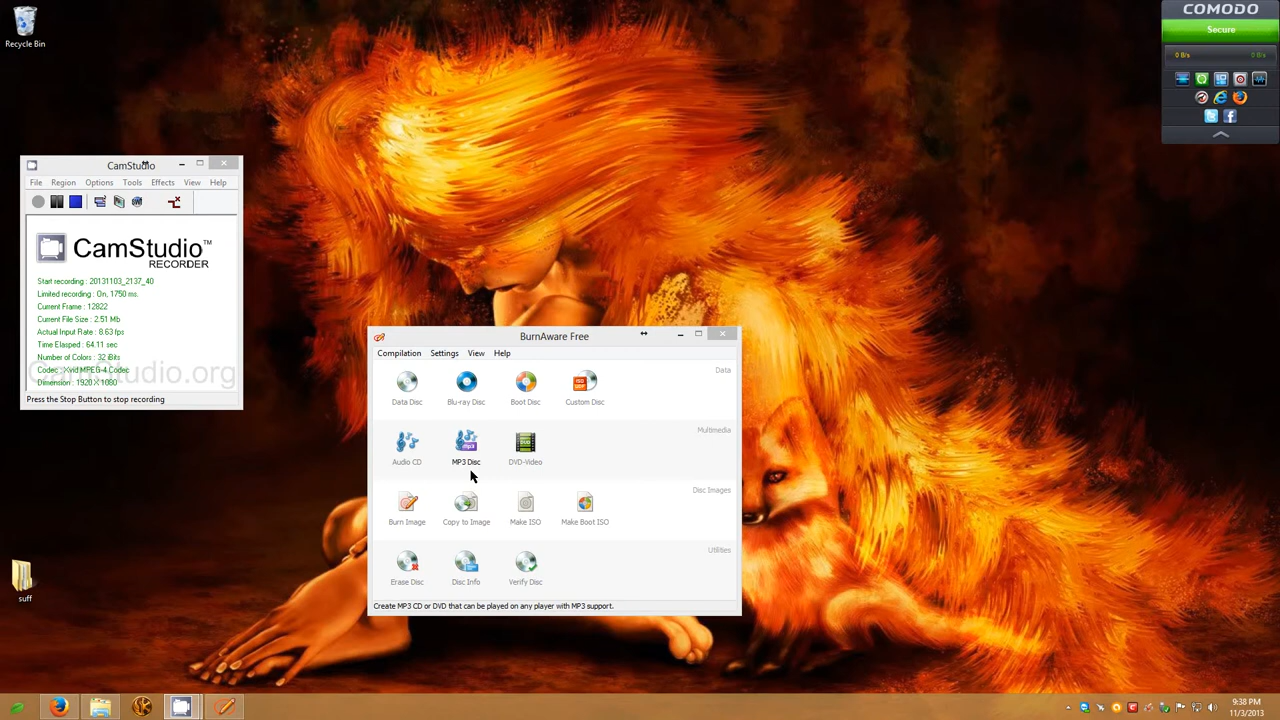 Recycle Bin
COMODO
Secure
0 B/s
0 B/s
CamStudio
File Region Options Tools Effects View Help
CamStudio™
RECORDER
Start recording : 20131103_2137_40
Limited recording : On, 1750 ms.
Current Frame : 12822
Current File Size : 2.51 Mb
Actual Input Rate : 8.63 fps
Time Elasped : 64.11 sec
Number of Colors : 32 Bits
Codec : Xvid MPEG-4 Codec
CamStudio.org
Dimension : 1920 X 1080
Press the Stop Button to stop recording
BurnAware Free
Compilation Settings View Help
Data
Data Disc Blu-ray Disc Boot Disc Custom Disc
Multimedia
Audio CD MP3 Disc DVD-Video
Disc Images
Burn Image Copy to Image Make ISO Make Boot ISO
Utilities
Erase Disc Disc Info Verify Disc
Create MP3 CD or DVD that can be played on any player with MP3 support.
suff
9:38 PM
11/3/2013